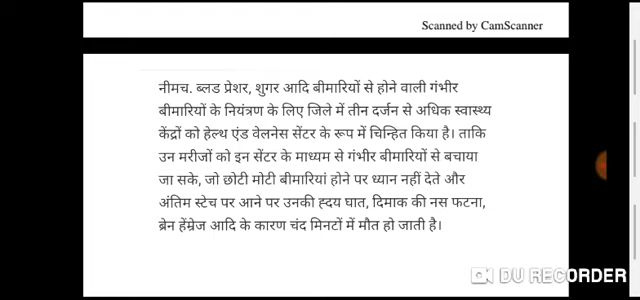 Scanned by CamScanner
नीमच. ब्लड प्रेशर, शुगर आदि बीमारियों से होने वाली गंभीर
बीमारियों के नियंत्रण के लिए जिले में तीन दर्जन से अधिक स्वास्थ्य
केंद्रों को हेल्थ एंड वेलनेस सेंटर के रूप में चिन्हित किया है। ताकि
उन मरीजों को इन सेंटर के माध्यम से गंभीर बीमारियों से बचाया
जा सके, जो छोटी मोटी बीमारियां होने पर ध्यान नहीं देते और
अंतिम स्टेच पर आने पर उनकी ह्दय घात, दिमाक की नस फटना,
ब्रेन हेंम्रेज आदि के कारण चंद मिनटों में मौत हो जाती है।
DU RECORDER